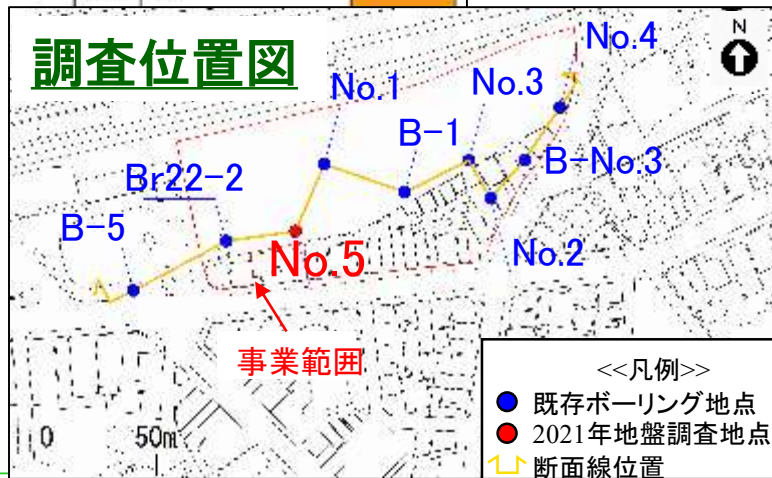 調査位置図
N
No.4
No.1
No.3
B-1
B-No.3
Br22-2
B-5
No.5
No.2
事業範囲
<<凡例>>
既存ボーリング地点
2021年地盤調査地点
断面線位置
0 50m